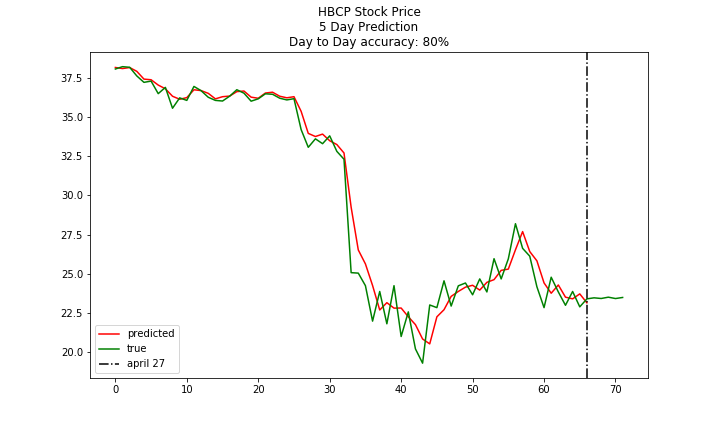 HBCP Stock Price
5 Day Prediction
Day to Day accuracy: 80%
37.5
35.0
32.5
30.0
27.5
25.0
22.5
20.0
predicted
true
april 27
0 10 20 30 40 50 60 70